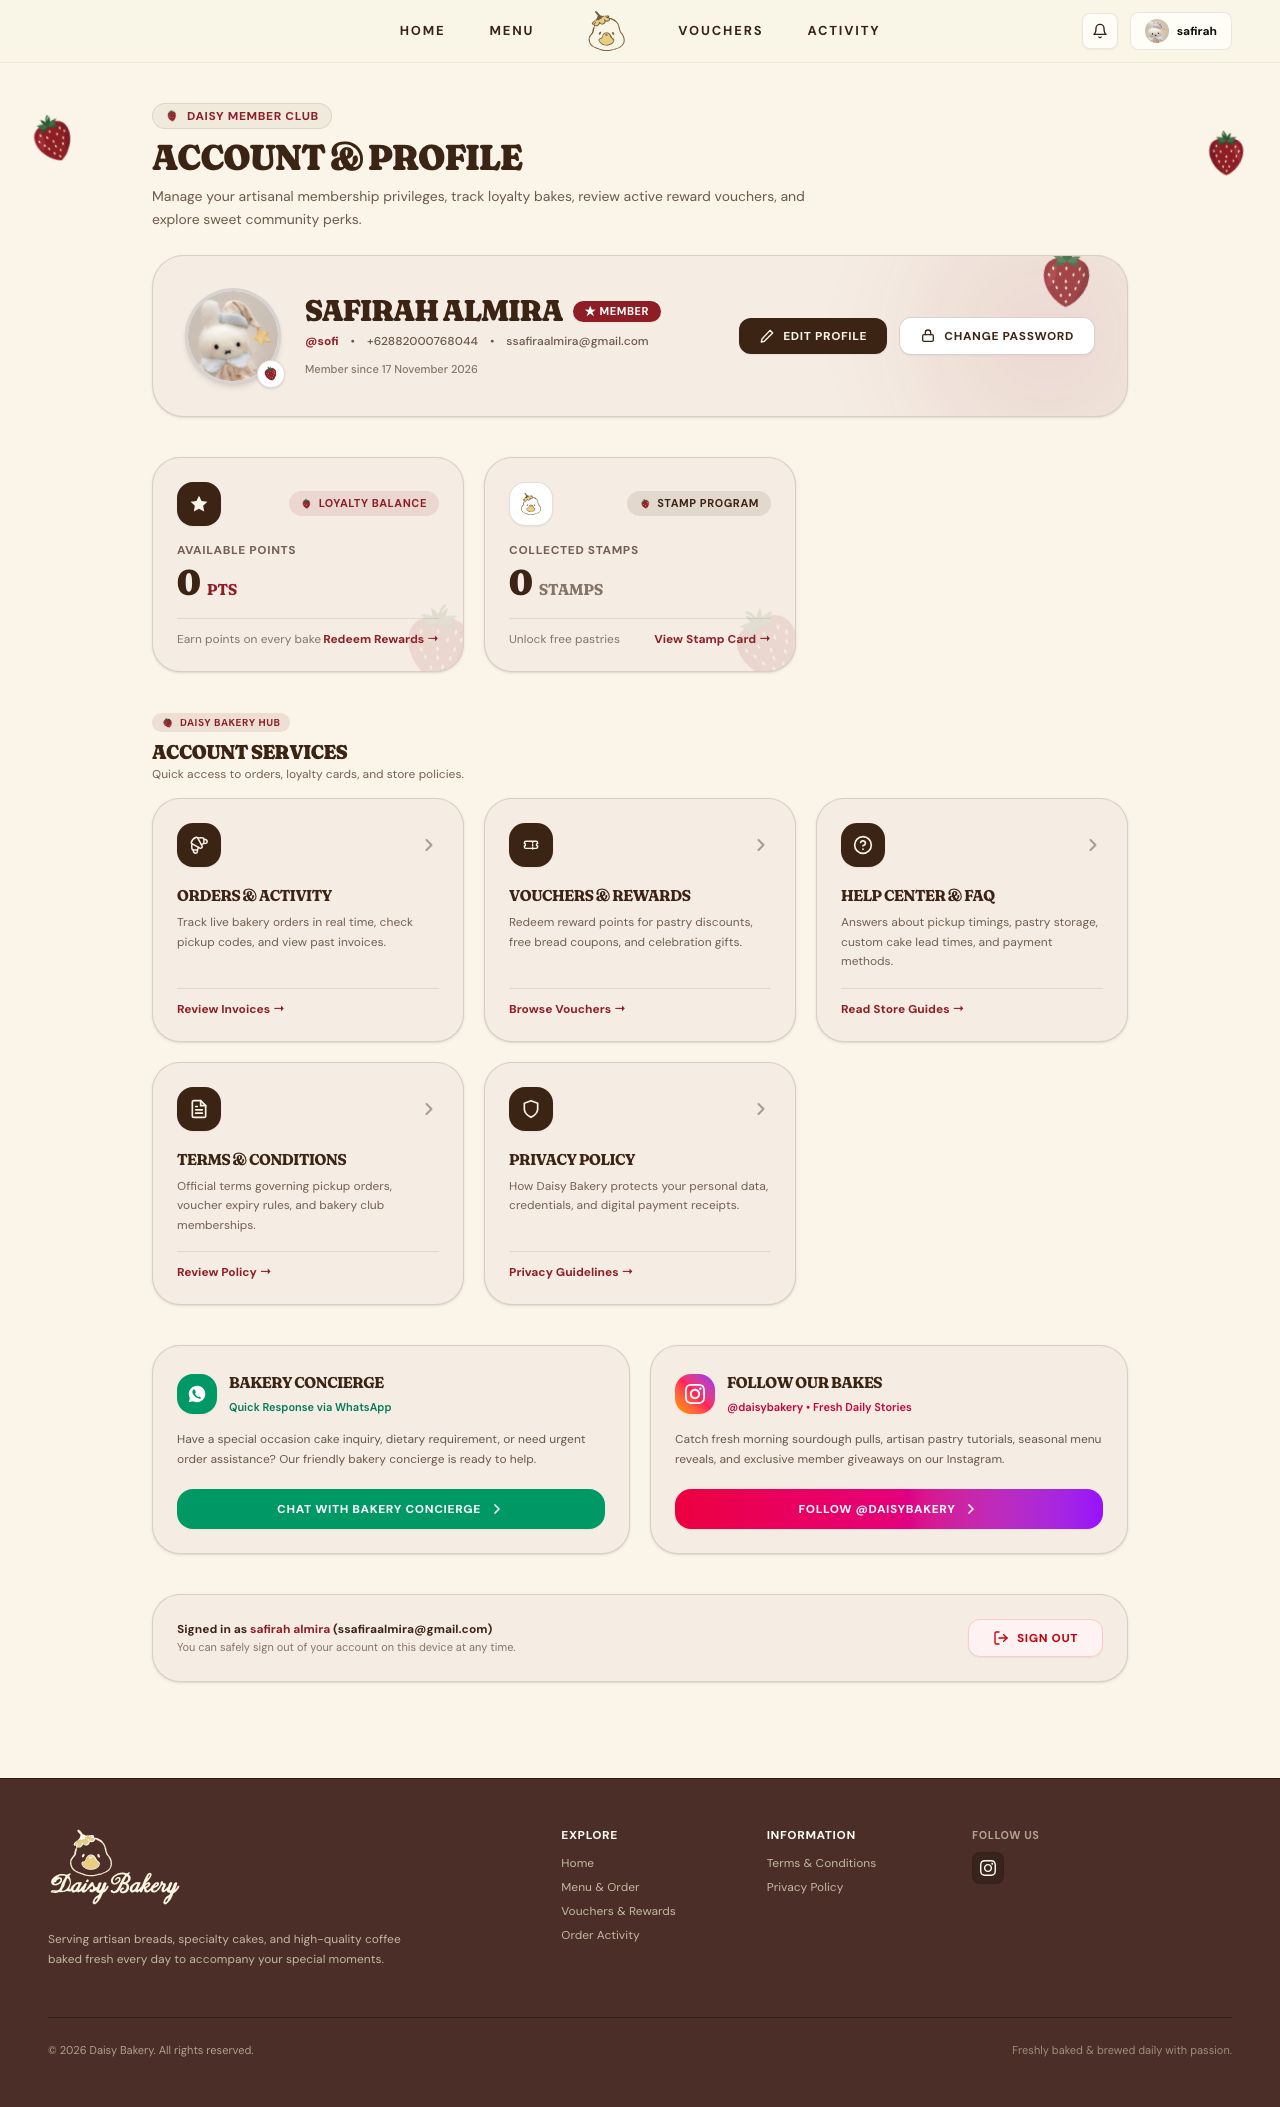 HOME
MENU
VOUCHERS
ACTIVITY
safirah
DAISY MEMBER CLUB
ACCOUNT & PROFILE
Manage your artisanal membership privileges, track loyalty bakes, review active reward vouchers, and
explore sweet community perks.
SAFIRAH ALMIRA
★ MEMBER
@sofi • +62882000768044 • ssafiraalmira@gmail.com
Member since 17 November 2026
EDIT PROFILE
CHANGE PASSWORD
LOYALTY BALANCE
AVAILABLE POINTS
0 PTS
Earn points on every bake
Redeem Rewards →
STAMP PROGRAM
COLLECTED STAMPS
0 STAMPS
Unlock free pastries
View Stamp Card →
DAISY BAKERY HUB
ACCOUNT SERVICES
Quick access to orders, loyalty cards, and store policies.
ORDERS & ACTIVITY
Track live bakery orders in real time, check
pickup codes, and view past invoices.
Review Invoices →
VOUCHERS & REWARDS
Redeem reward points for pastry discounts,
free bread coupons, and celebration gifts.
Browse Vouchers →
HELP CENTER & FAQ
Answers about pickup timings, pastry storage,
custom cake lead times, and payment
methods.
Read Store Guides →
TERMS & CONDITIONS
Official terms governing pickup orders,
voucher expiry rules, and bakery club
memberships.
Review Policy →
PRIVACY POLICY
How Daisy Bakery protects your personal data,
credentials, and digital payment receipts.
Privacy Guidelines →
BAKERY CONCIERGE
Quick Response via WhatsApp
Have a special occasion cake inquiry, dietary requirement, or need urgent
order assistance? Our friendly bakery concierge is ready to help.
CHAT WITH BAKERY CONCIERGE
FOLLOW OUR BAKES
@daisybakery • Fresh Daily Stories
Catch fresh morning sourdough pulls, artisan pastry tutorials, seasonal menu
reveals, and exclusive member giveaways on our Instagram.
FOLLOW @DAISYBAKERY
Signed in as safirah almira (ssafiraalmira@gmail.com)
You can safely sign out of your account on this device at any time.
SIGN OUT
Daisy Bakery
Serving artisan breads, specialty cakes, and high-quality coffee
baked fresh every day to accompany your special moments.
EXPLORE
Home
Menu & Order
Vouchers & Rewards
Order Activity
INFORMATION
Terms & Conditions
Privacy Policy
FOLLOW US
© 2026 Daisy Bakery. All rights reserved.
Freshly baked & brewed daily with passion.